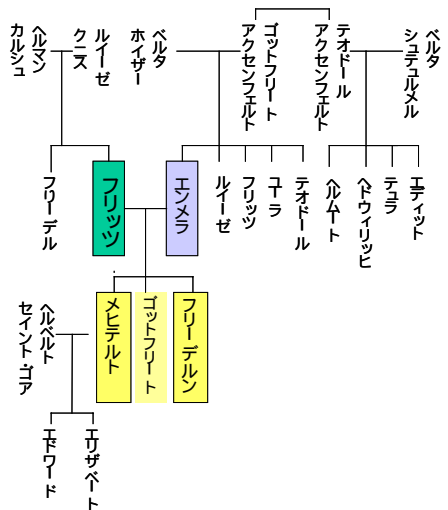 ヘルマン
カルシュ
ルイーゼ
クニス
ベルタ
ホイザー
ゴットフリート
アクセンフェルト
テオドール
アクセンフェルト
ベルタ
シュテュルメル
フリーデル
フリッツ
エンメラ
ルイーゼ
フリッツ
ユーラ
テオドール
ヘルムート
ヘドウィリッヒ
テュラ
エディット
メヒテルト
ゴットフリート
フリーデルン
ヘルベルト
セイント・ゴア
エドワード
エリザベート